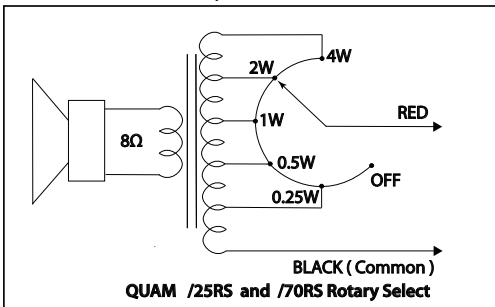 4W
2W
RED
1W
8Ω
0.5W
OFF
0.25W
BLACK ( Common )
QUAM /25RS and /70RS Rotary Select